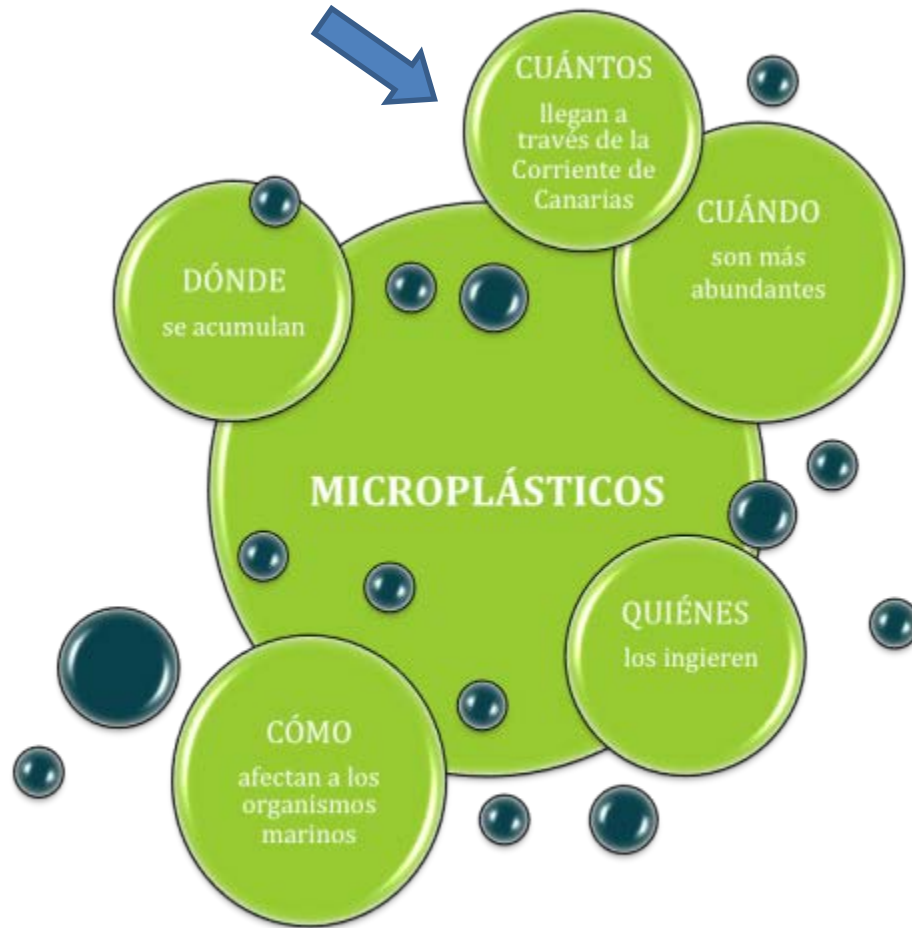 CUÁNTOS
llegan a
través de la
Corriente de
Canarias
CUÁNDO
son más
abundantes
DÓNDE
se acumulan
MICROPLÁSTICOS
QUIÉNES
los ingieren
CÓMO
afectan a los
organismos
marinos